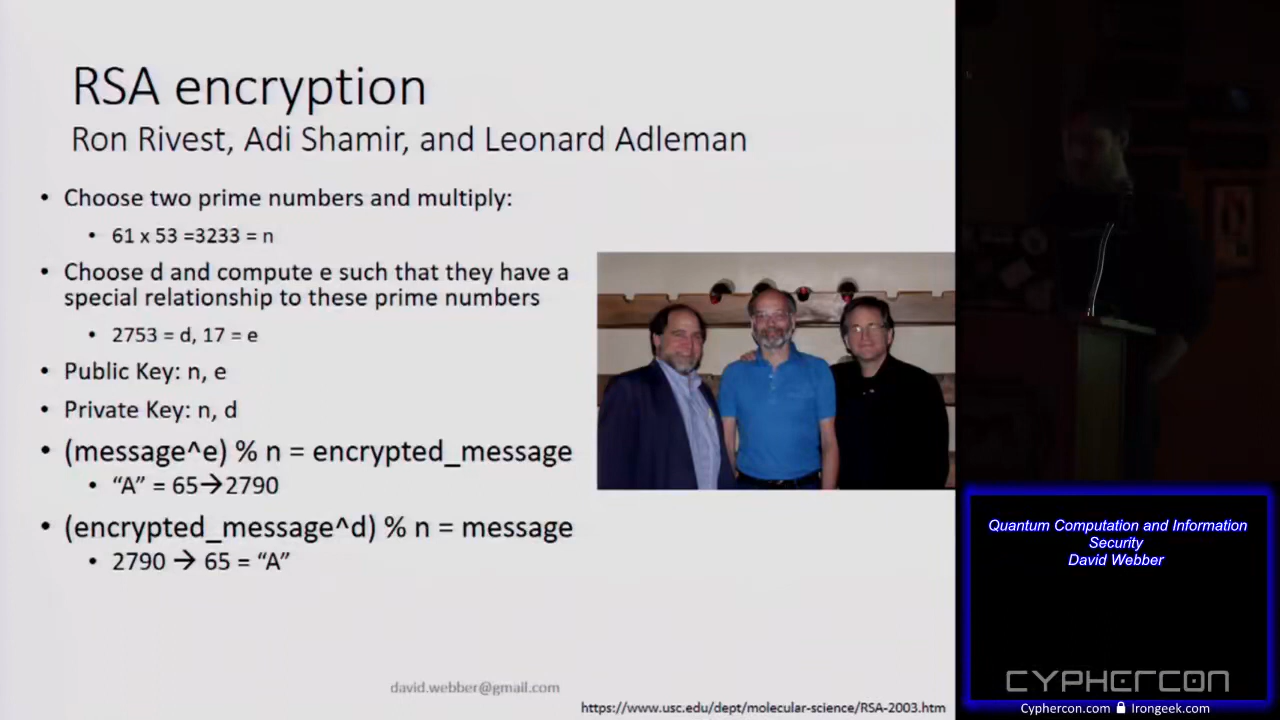 RSA encryption
Ron Rivest, Adi Shamir, and Leonard Adleman
• Choose two prime numbers and multiply:
• 61 x 53 =3233 = n
• Choose d and compute e such that they have a
special relationship to these prime numbers
• 2753 = d, 17 = e
• Public Key: n, e
• Private Key: n, d
• (message^e) % n = encrypted_message
• “A” = 65→2790
• (encrypted_message^d) % n = message
• 2790 → 65 = “A”
david.webber@gmail.com
https://www.usc.edu/dept/molecular-science/RSA-2003.htm
Quantum Computation and Information
Security
David Webber
CYPHERCON
Cyphercon.com Irongeek.com